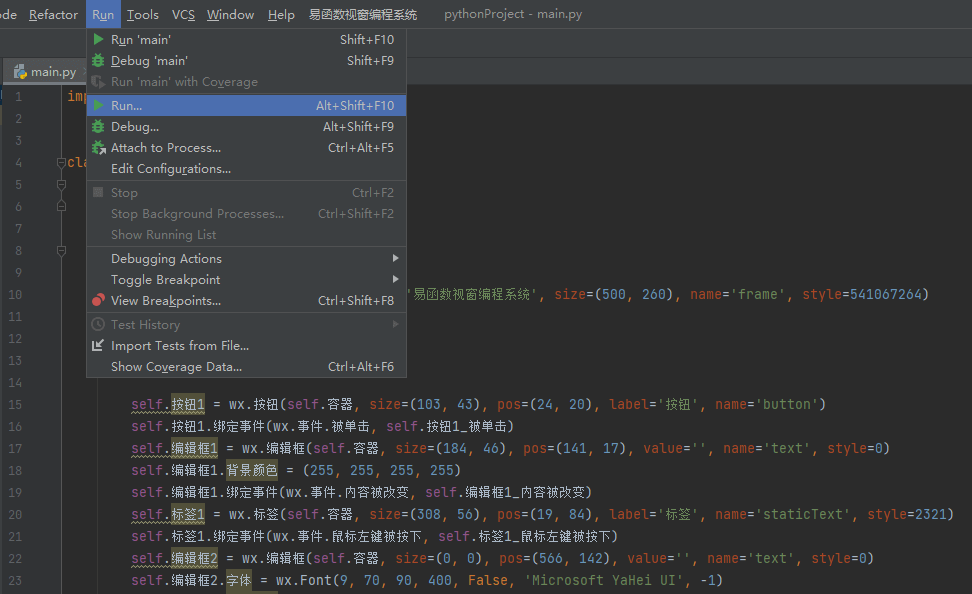 de Refactor Run Tools VCS Window Help 易函数视窗编程系统 pythonProject - main.py
Run 'main' Shift+F10
Debug 'main' Shift+F9
main.py
Run 'main' with Coverage
1 imp
Run... Alt+Shift+F10
2
Debug... Alt+Shift+F9
3
Attach to Process... Ctrl+Alt+F5
4 cla
Edit Configurations...
5
Stop Ctrl+F2
6
Stop Background Processes... Ctrl+Shift+F2
7
Show Running List
8
Debugging Actions
9
Toggle Breakpoint
View Breakpoints... Ctrl+Shift+F8
10 '易函数视窗编程系统', size=(500, 260), name='frame', style=541067264)
11
Test History
12
Import Tests from File...
13
Show Coverage Data... Ctrl+Alt+F6
14
15 self.按钮1 = wx.按钮(self.容器, size=(103, 43), pos=(24, 20), label='按钮', name='button')
16 self.按钮1.绑定事件(wx.事件.被单击, self.按钮1_被单击)
17 self.编辑框1 = wx.编辑框(self.容器, size=(184, 46), pos=(141, 17), value='', name='text', style=0)
18 self.编辑框1.背景颜色 = (255, 255, 255, 255)
19 self.编辑框1.绑定事件(wx.事件.内容被改变, self.编辑框1_内容被改变)
20 self.标签1 = wx.标签(self.容器, size=(308, 56), pos=(19, 84), label='标签', name='staticText', style=2321)
21 self.标签1.绑定事件(wx.事件.鼠标左键被按下, self.标签1_鼠标左键被按下)
22 self.编辑框2 = wx.编辑框(self.容器, size=(0, 0), pos=(566, 142), value='', name='text', style=0)
23 self.编辑框2.字体 = wx.Font(9, 70, 90, 400, False, 'Microsoft YaHei UI', -1)